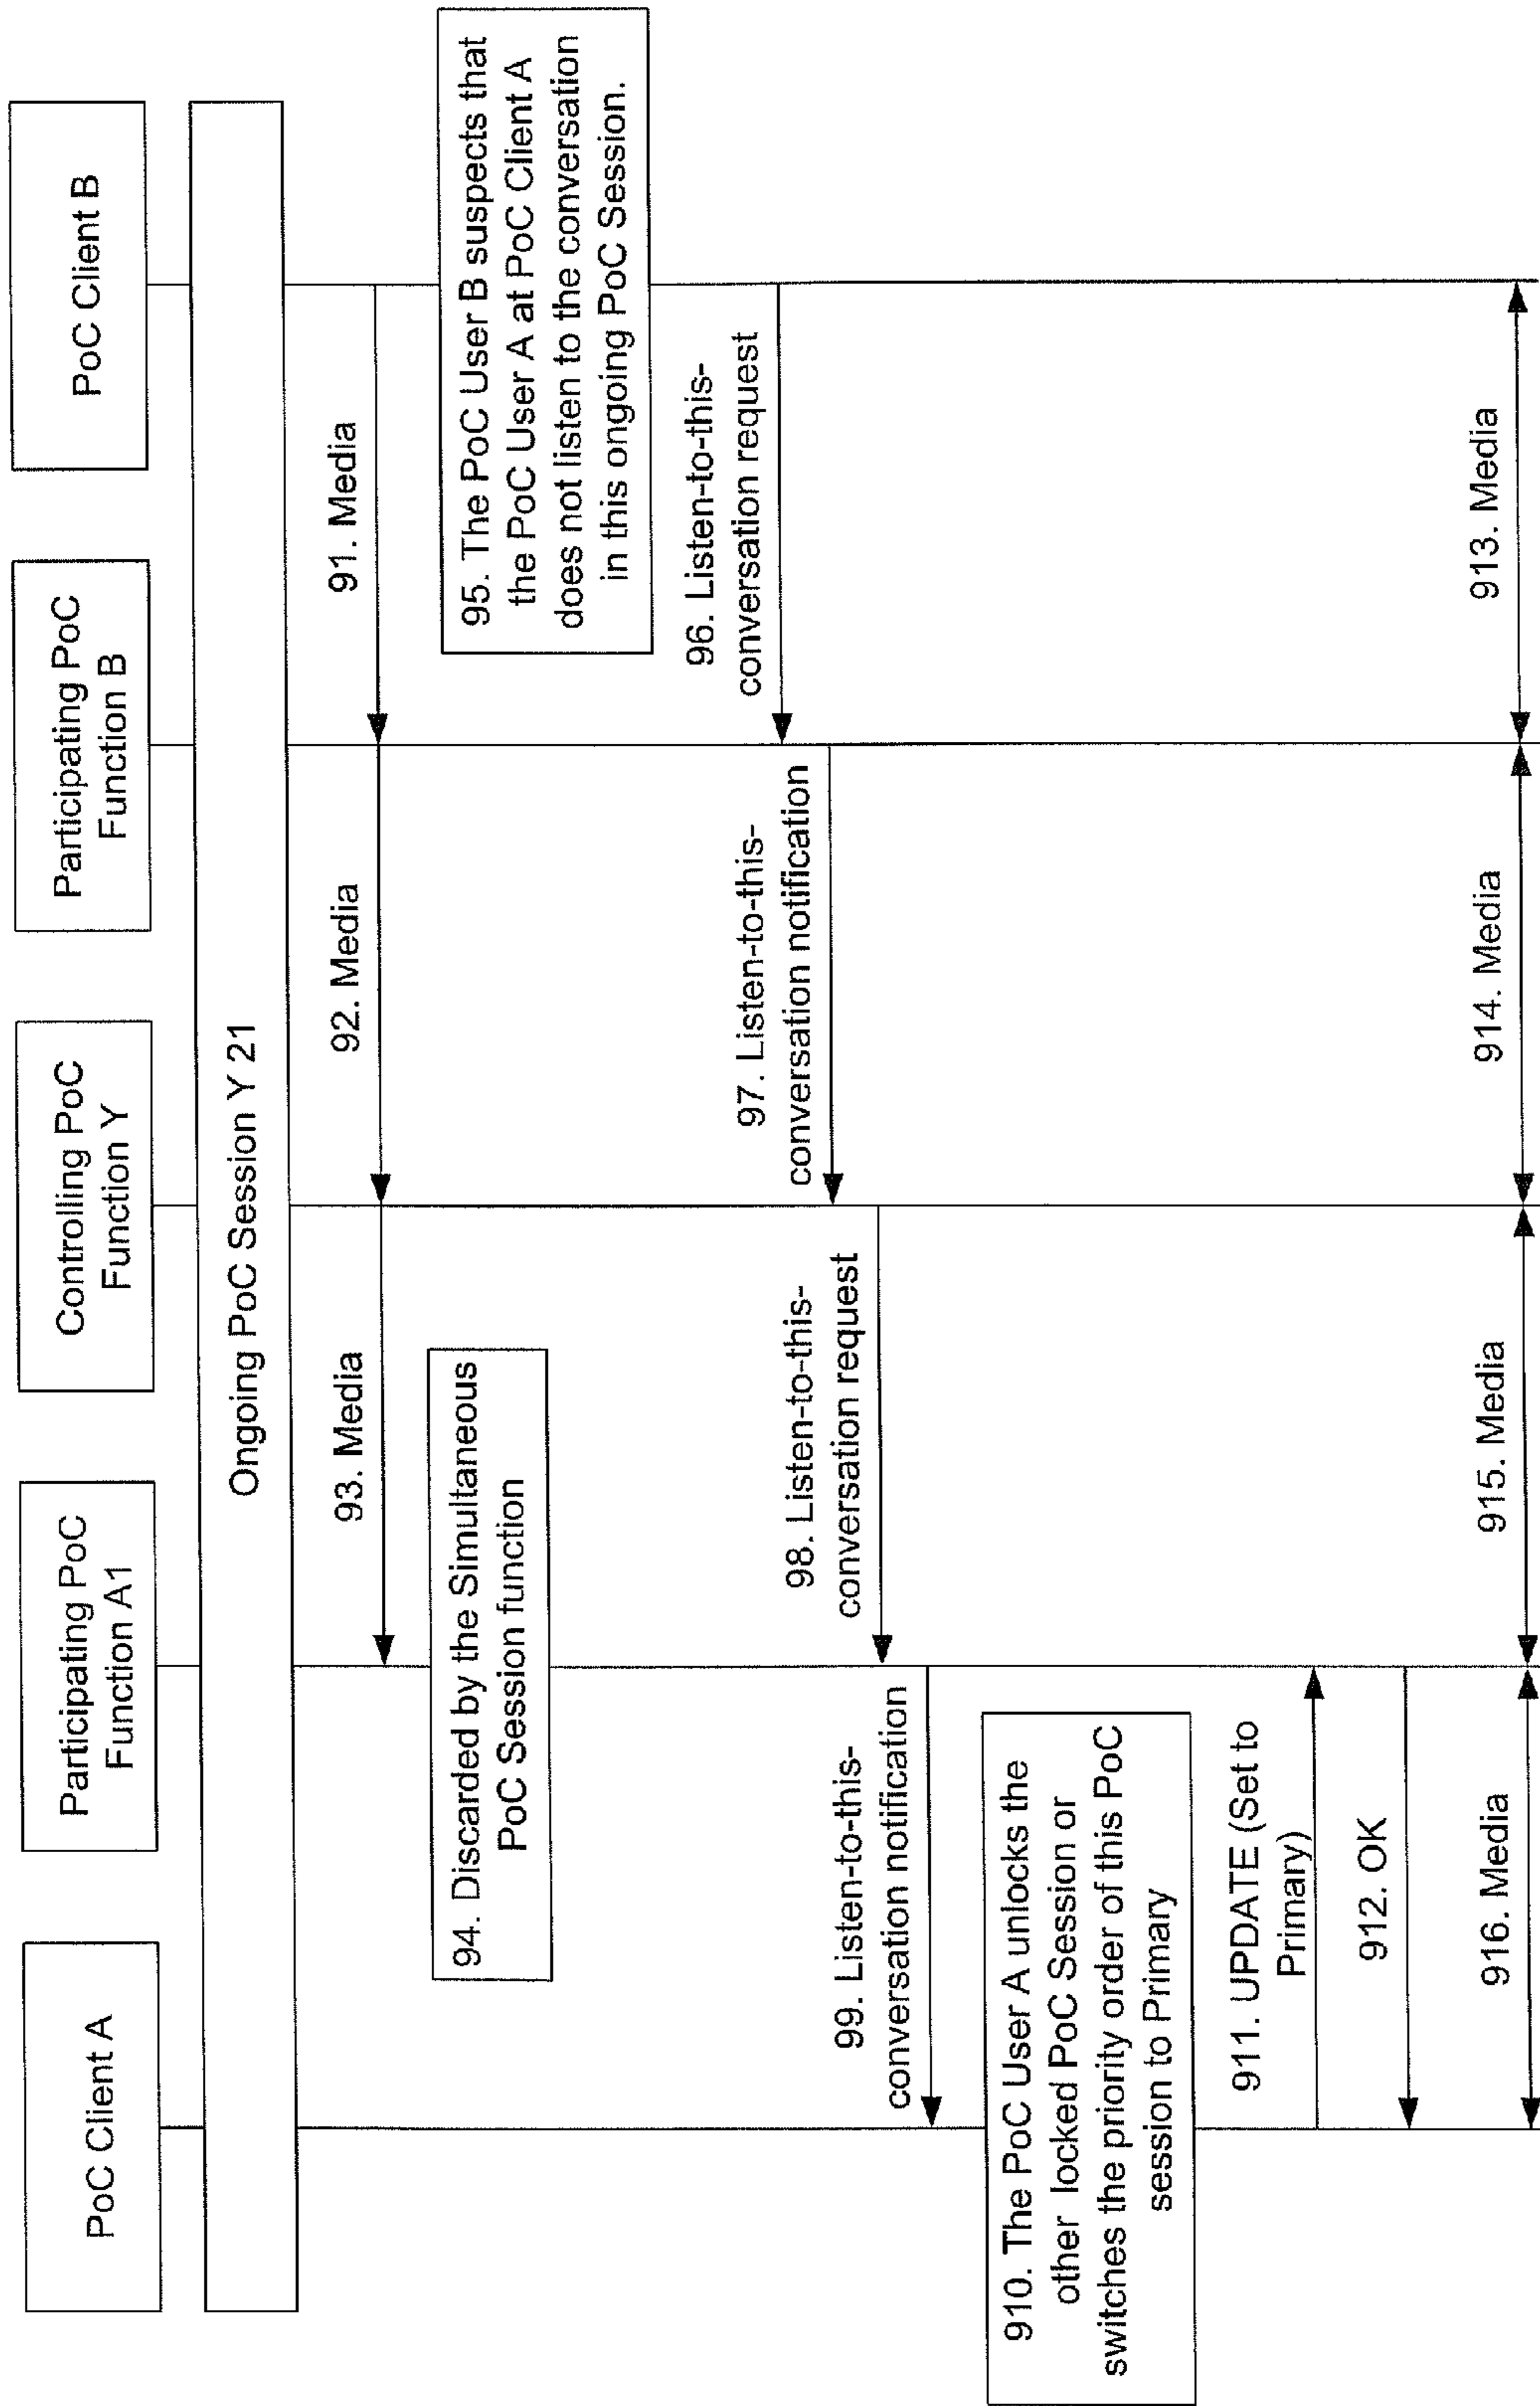 PoC Client A
Participating PoC
Function A1
Controlling PoC
Function Y
Participating PoC
Function B
PoC Client B
Ongoing PoC Session Y 21
93. Media
92. Media
91. Media
94. Discarded by the Simultaneous
PoC Session function
95. The PoC User B suspects that
the PoC User A at PoC Client A
does not listen to the conversation
in this ongoing PoC Session.
96. Listen-to-this-
conversation request
97. Listen-to-this-
conversation notification
98. Listen-to-this-
conversation request
99. Listen-to-this-
conversation notification
910. The PoC User A unlocks the
other locked PoC Session or
switches the priority order of this PoC
session to Primary
911. UPDATE (Set to
Primary)
912. OK
916. Media
915. Media
914. Media
913. Media